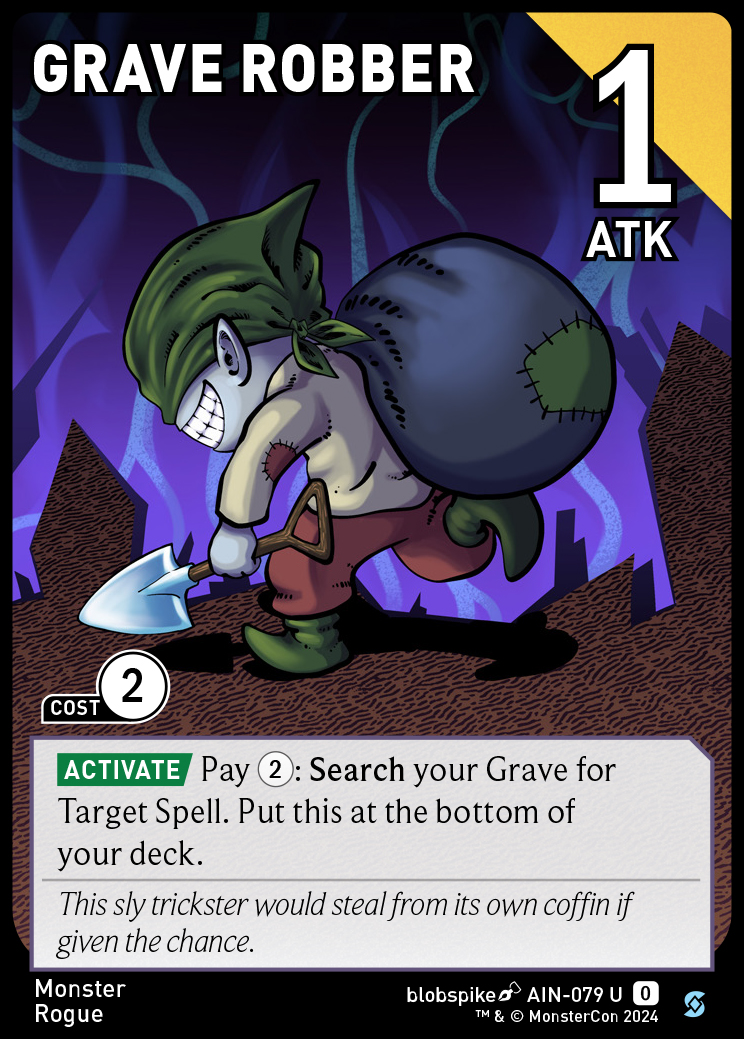 GRAVE ROBBER
1
ATK
COST 2
ACTIVATE Pay 2: Search your Grave for
Target Spell. Put this at the bottom of
your deck.
This sly trickster would steal from its own coffin if
given the chance.
Monster
Rogue
blobspike AIN-079 U 0
™ & © MonsterCon 2024